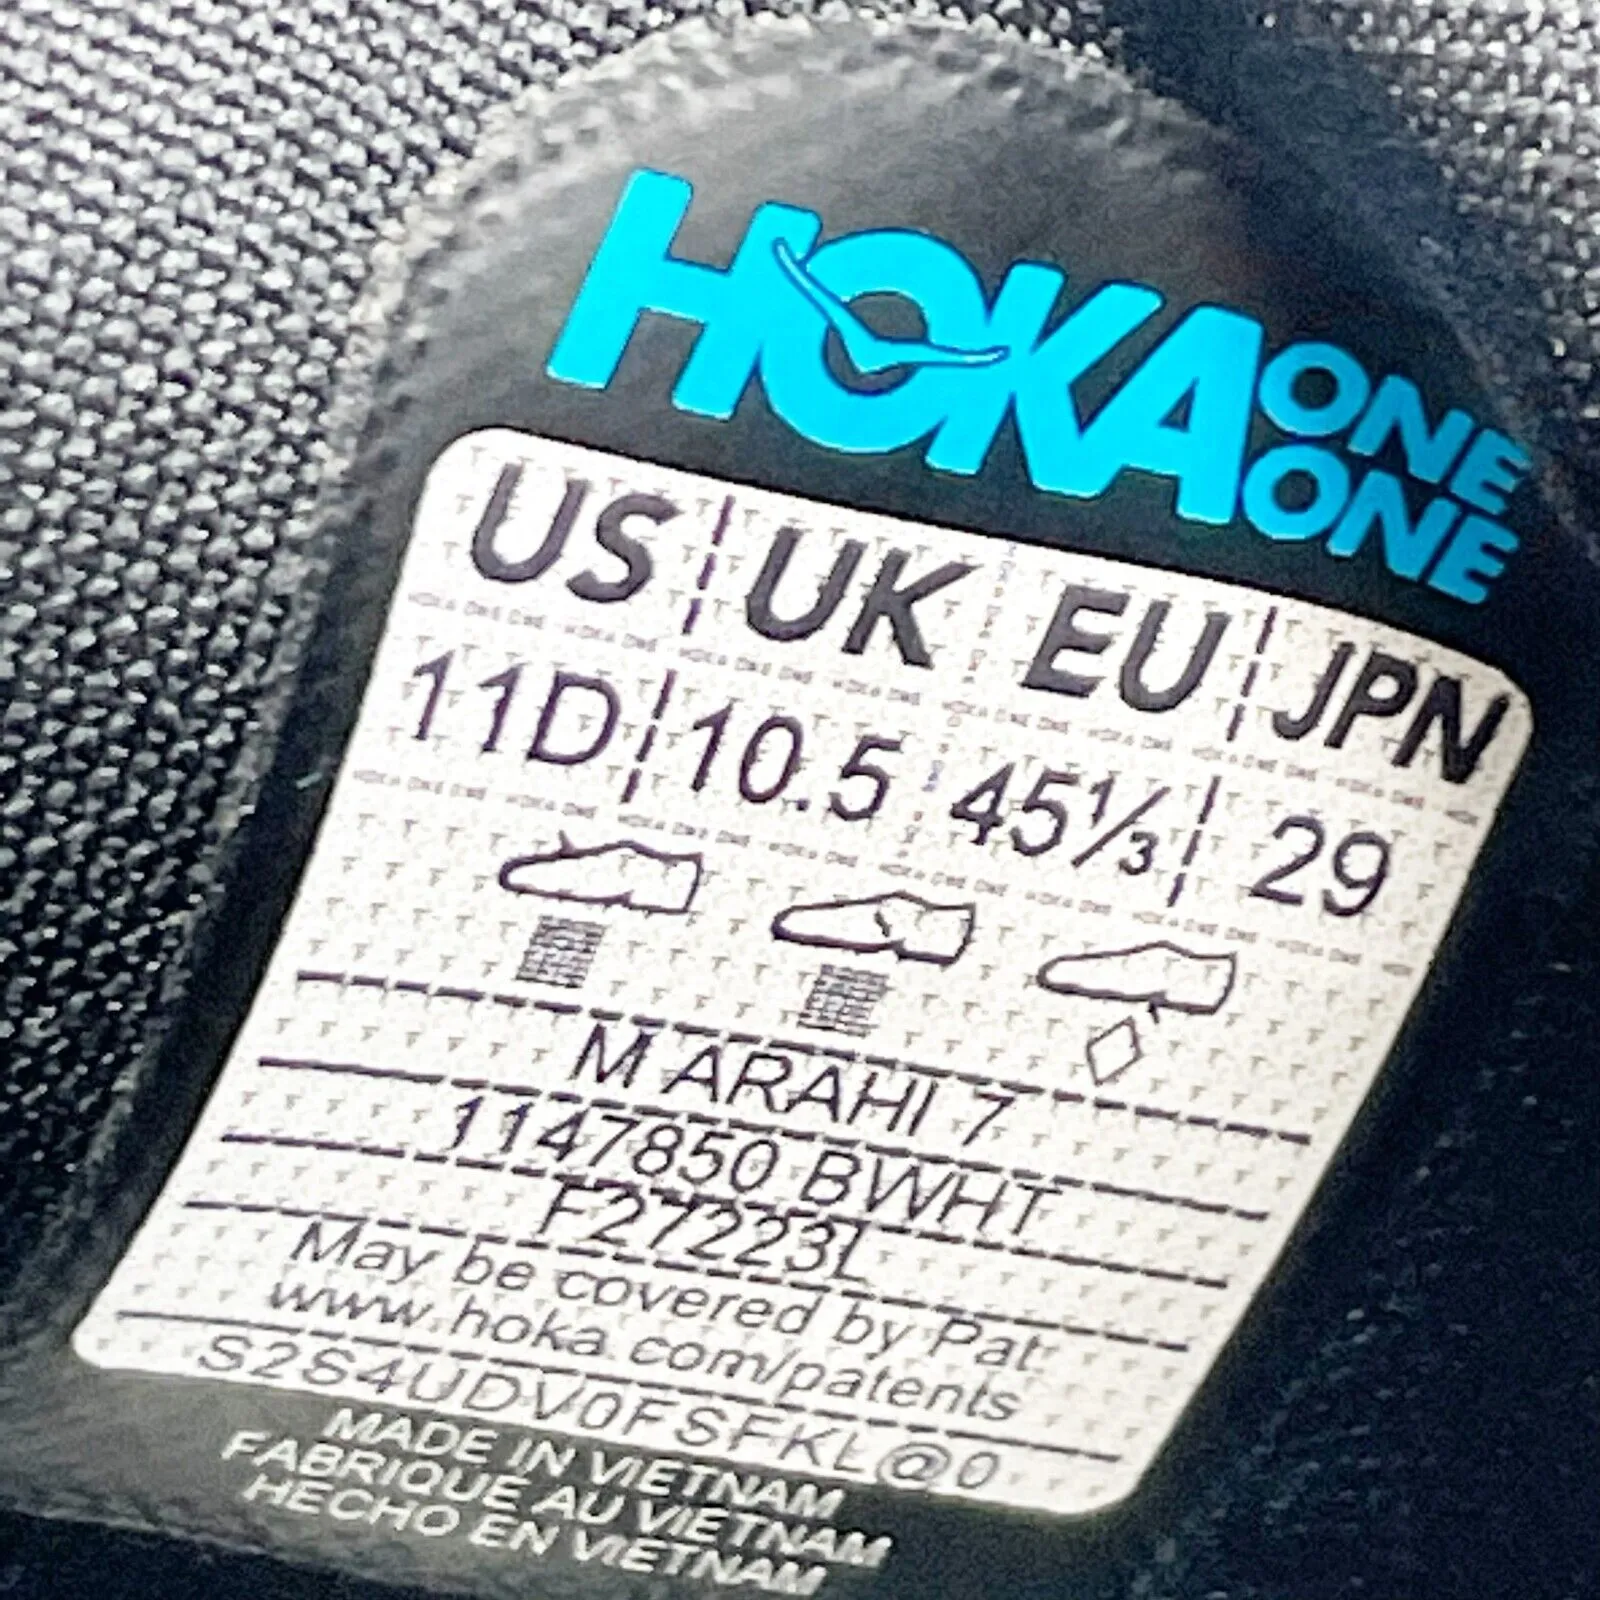 HOKA ONE ONE
US UK EU JPN
11D 10.5 45⅓ 29
M ARAHI 7
1147850 BWHT
F27223L
May be covered by Pat.
www.hoka.com/patents
S2S4UDV0FSFKL@0
MADE IN VIETNAM
FABRIQUÉ AU VIETNAM
HECHO EN VIETNAM